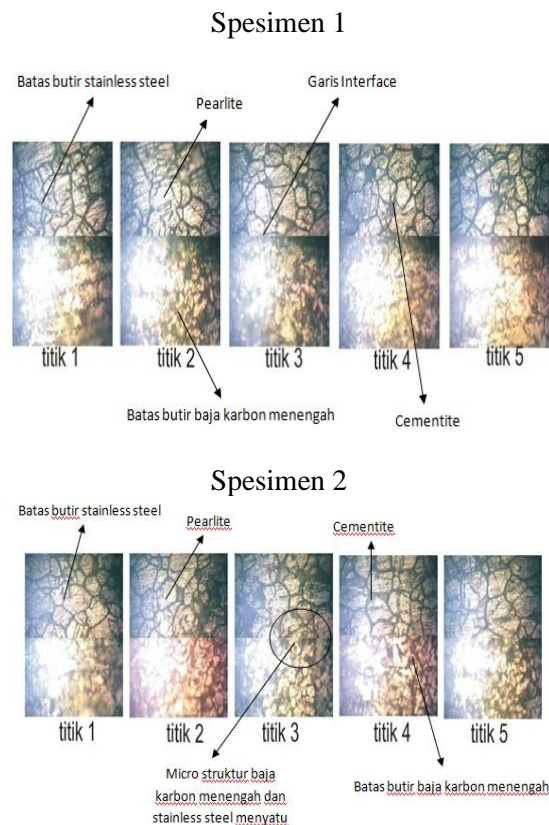 Spesimen 1
Batas butir stainless steel
Garis Interface
Pearlite
titik 1
titik 2
titik 3
titik 4
titik 5
Batas butir baja karbon menengah
Cementite
Spesimen 2
Batas butir stainless steel
Pearlite
Cementite
titik 1
titik 2
titik 3
titik 4
titik 5
Micro struktur baja
karbon menengah dan
stainless steel menyatu
Batas butir baja karbon menengah